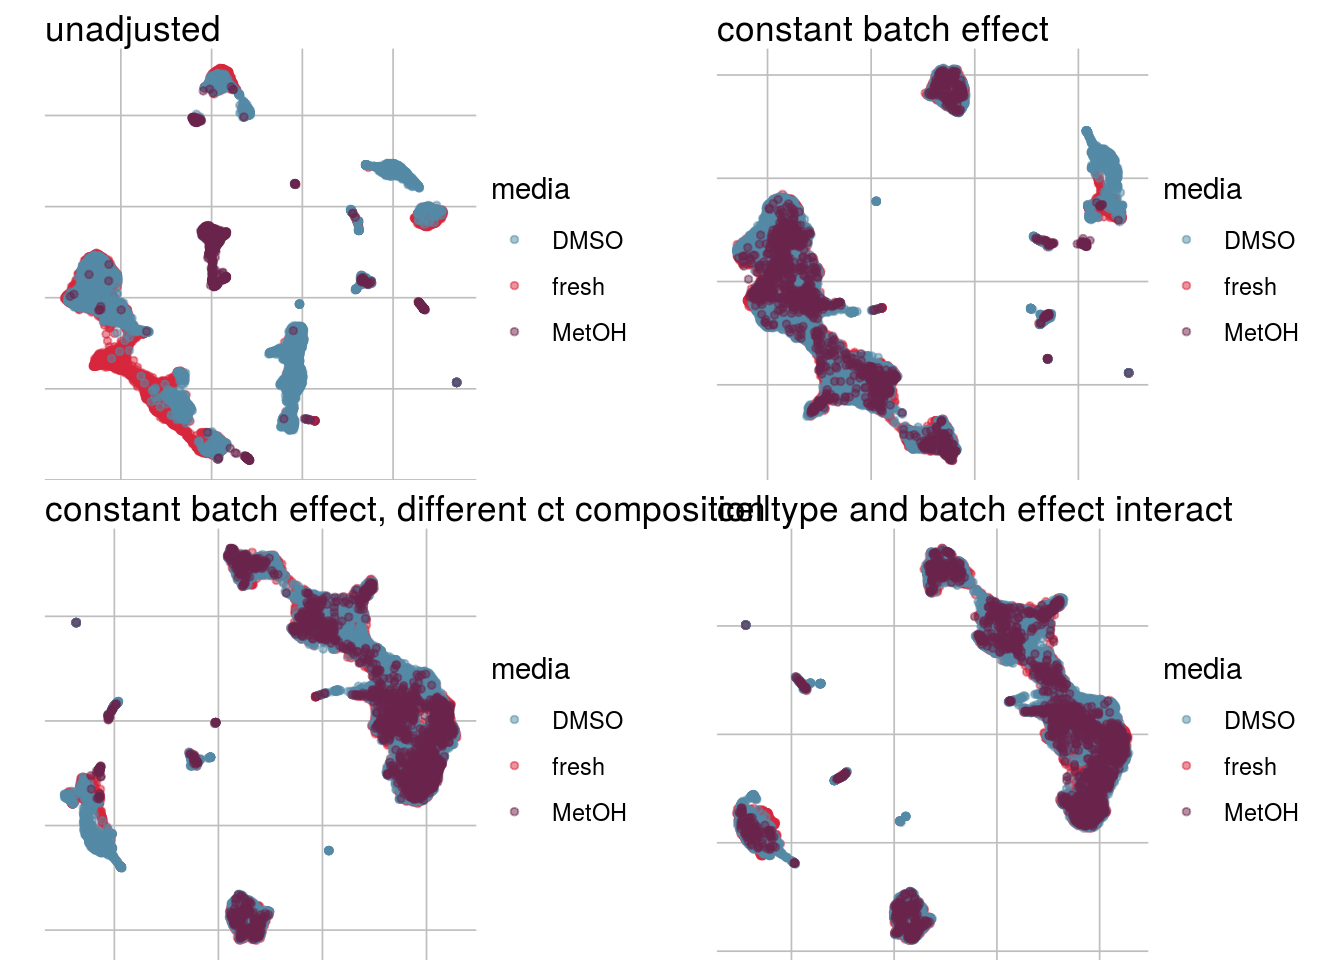 unadjusted
media
DMSO
fresh
MetOH
constant batch effect
media
DMSO
fresh
MetOH
constant batch effect, different ct composition
media
DMSO
fresh
MetOH
celltype and batch effect interact
media
DMSO
fresh
MetOH